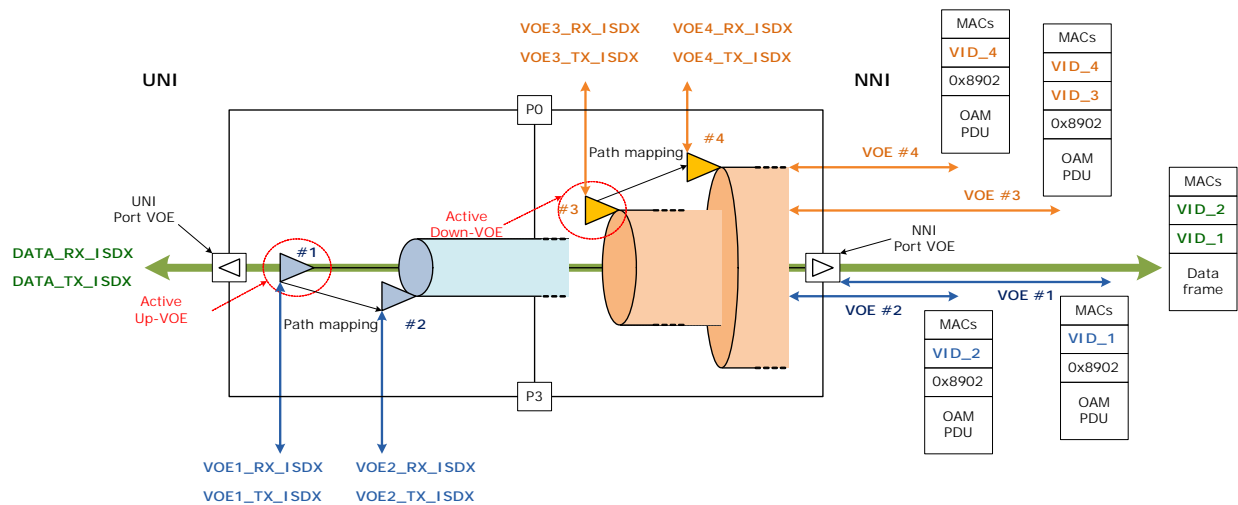 VOE3_RX_ISDX
VOE3_TX_ISDX
VOE4_RX_ISDX
VOE4_TX_ISDX
MACs
VID_4
0x8902
OAM
PDU
MACs
VID_4
VID_3
0x8902
OAM
PDU
UNI
NNI
P0
#4
Path mapping
VOE #4
VOE #3
#3
Active
Down-VOE
UNI
Port VOE
NNI
Port VOE
MACs
VID_2
VID_1
Data
frame
DATA_RX_ISDX
DATA_TX_ISDX
#1
Active
Up-VOE
Path mapping
#2
VOE #2
VOE #1
MACs
VID_2
0x8902
OAM
PDU
MACs
VID_1
0x8902
OAM
PDU
P3
VOE1_RX_ISDX
VOE1_TX_ISDX
VOE2_RX_ISDX
VOE2_TX_ISDX